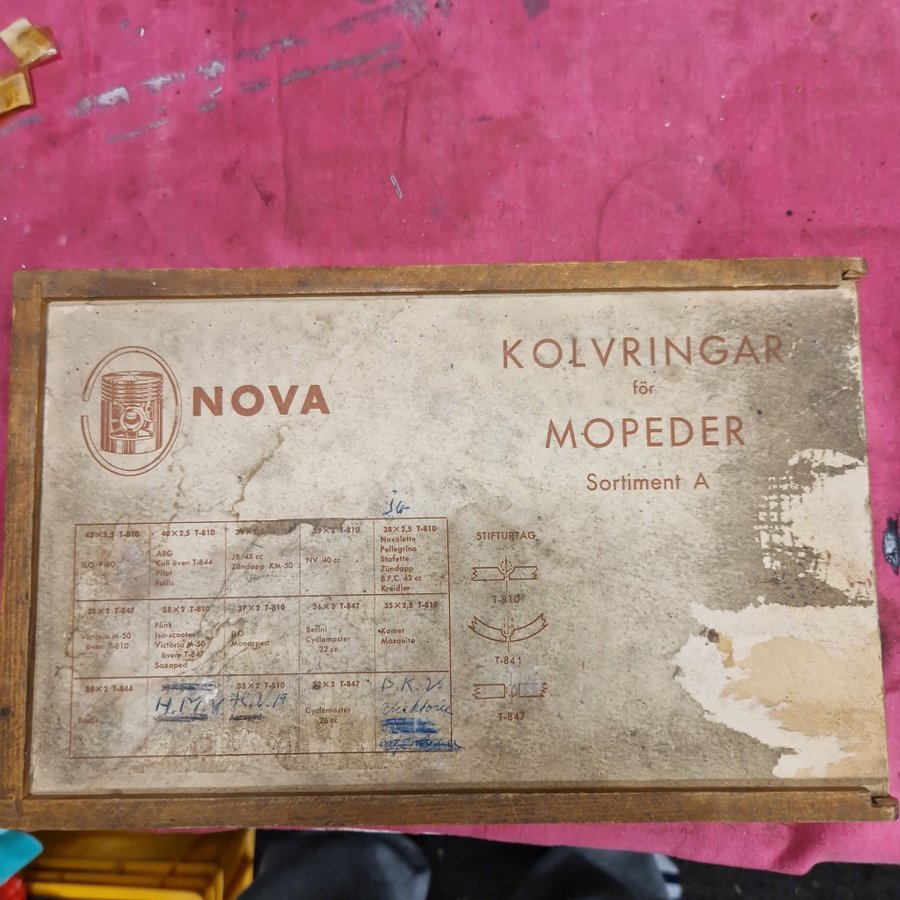 NOVA
KOLVRINGAR
för
MOPEDER
Sortiment A
42×2,5 T-810
ILO F-60
40×2,5 T-810
ABG
Kuli även T-844
Pilot
Follis
JB 48 cc
Zündapp KM-50
39×2 T-810
NV 40 cc
38×2,5 T-810
Novolette
Pellegrino
Stafette
Zündapp
B.F.C. 43 cc
Kreidler
38×2 T-847
Victoria M-50
även T-810
38×2 T-810
Flink
Iso-scooter
Victoria M-50
även T-847
Saxoped
37×2 T-810
ILO
Monarped
36×2 T-847
Berini
Cyclemaster
32 cc
35×2,5 T-810
Komet
Mosquito
35×2 T-844
H.M.V
35×2 T-810
T-847
Cyclemaster
26 cc
D.K.V.
STIFTURTAG
T-810
T-841
T-847